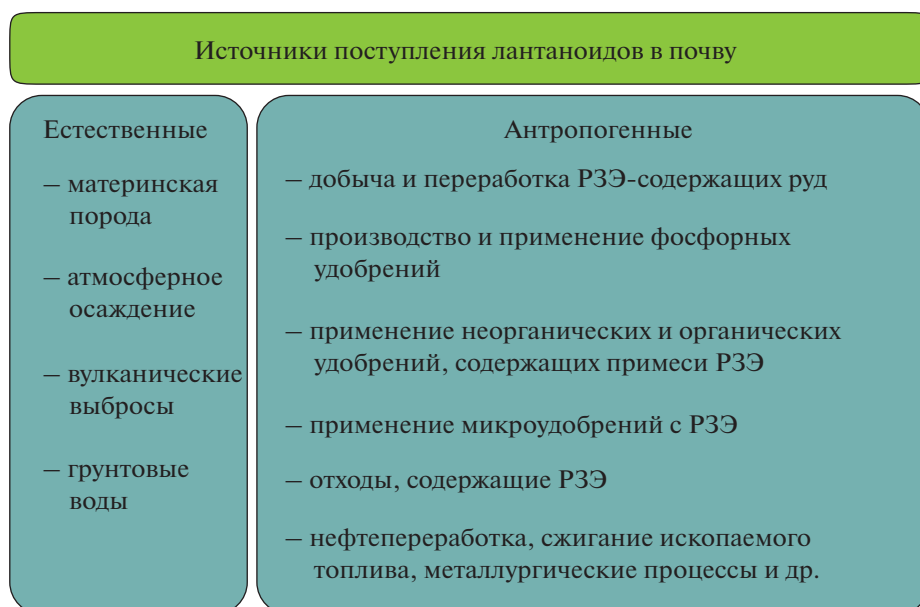 Источники поступления лантаноидов в почву
Естественные
– материнская
порода
– атмосферное
осаждение
– вулканические
выбросы
– грунтовые
воды
Антропогенные
– добыча и переработка РЗЭ-содержащих руд
– производство и применение фосфорных
удобрений
– применение неорганических и органических
удобрений, содержащих примеси РЗЭ
– применение микроудобрений с РЗЭ
– отходы, содержащие РЗЭ
– нефтепереработка, сжигание ископаемого
топлива, металлургические процессы и др.